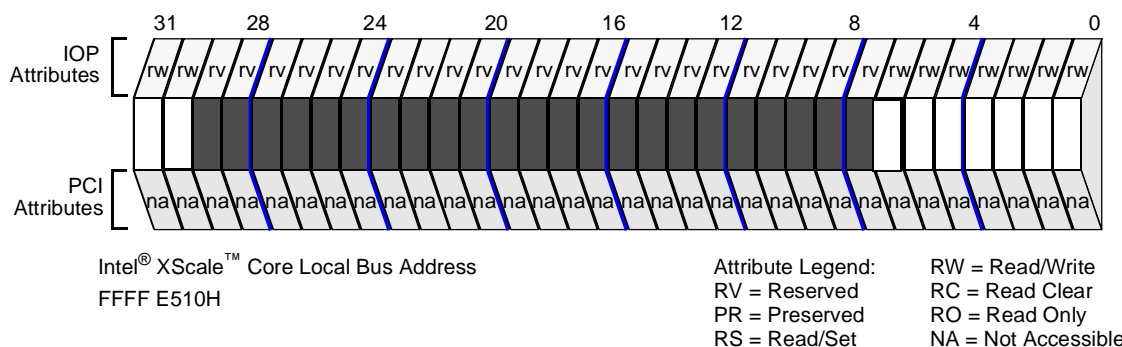 31 28 24 20 16 12 8 4 0
IOP
Attributes
rw rw rv rv rv rv rv rv rv rv rv rv rv rv rv rv rv rv rv rv rv rv rv rv rv rw rw rw rw rw rw rw
PCI
Attributes
na na na na na na na na na na na na na na na na na na na na na na na na na na na na na na na na
Intel® XScale™ Core Local Bus Address
FFFF E510H
Attribute Legend:
RV = Reserved
PR = Preserved
RS = Read/Set
RW = Read/Write
RC = Read Clear
RO = Read Only
NA = Not Accessible